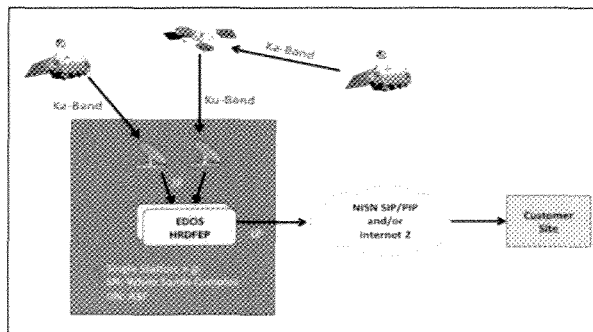 Ka-Band
Ka-Band
Ku-Band
EDOS
HRDFEP
NISN SIP/PIP
and/or
Internet 2
Customer
Site